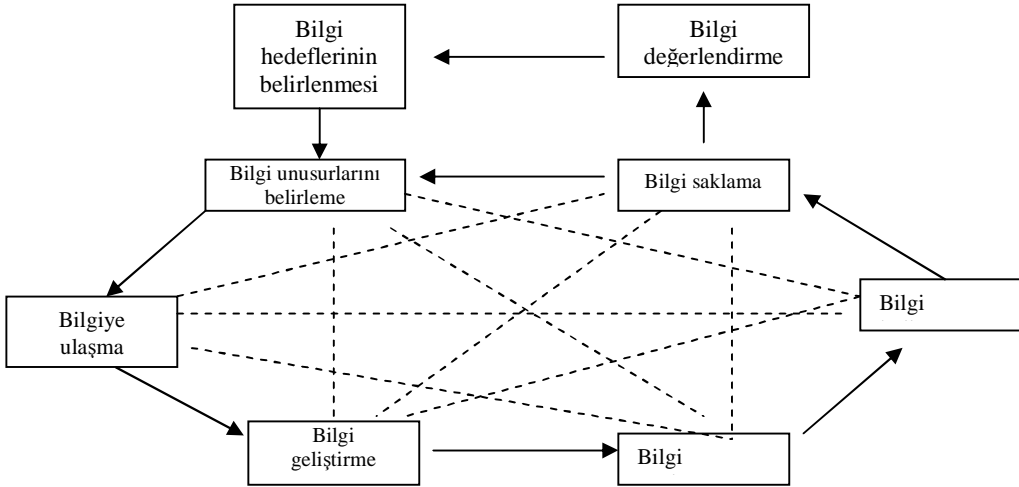 Bilgi
hedeflerinin
belirlenmesi
Bilgi
değerlendirme
Bilgi unusurlarını
belirleme
Bilgi saklama
Bilgiye
ulaşma
Bilgi
Bilgi
geliştirme
Bilgi